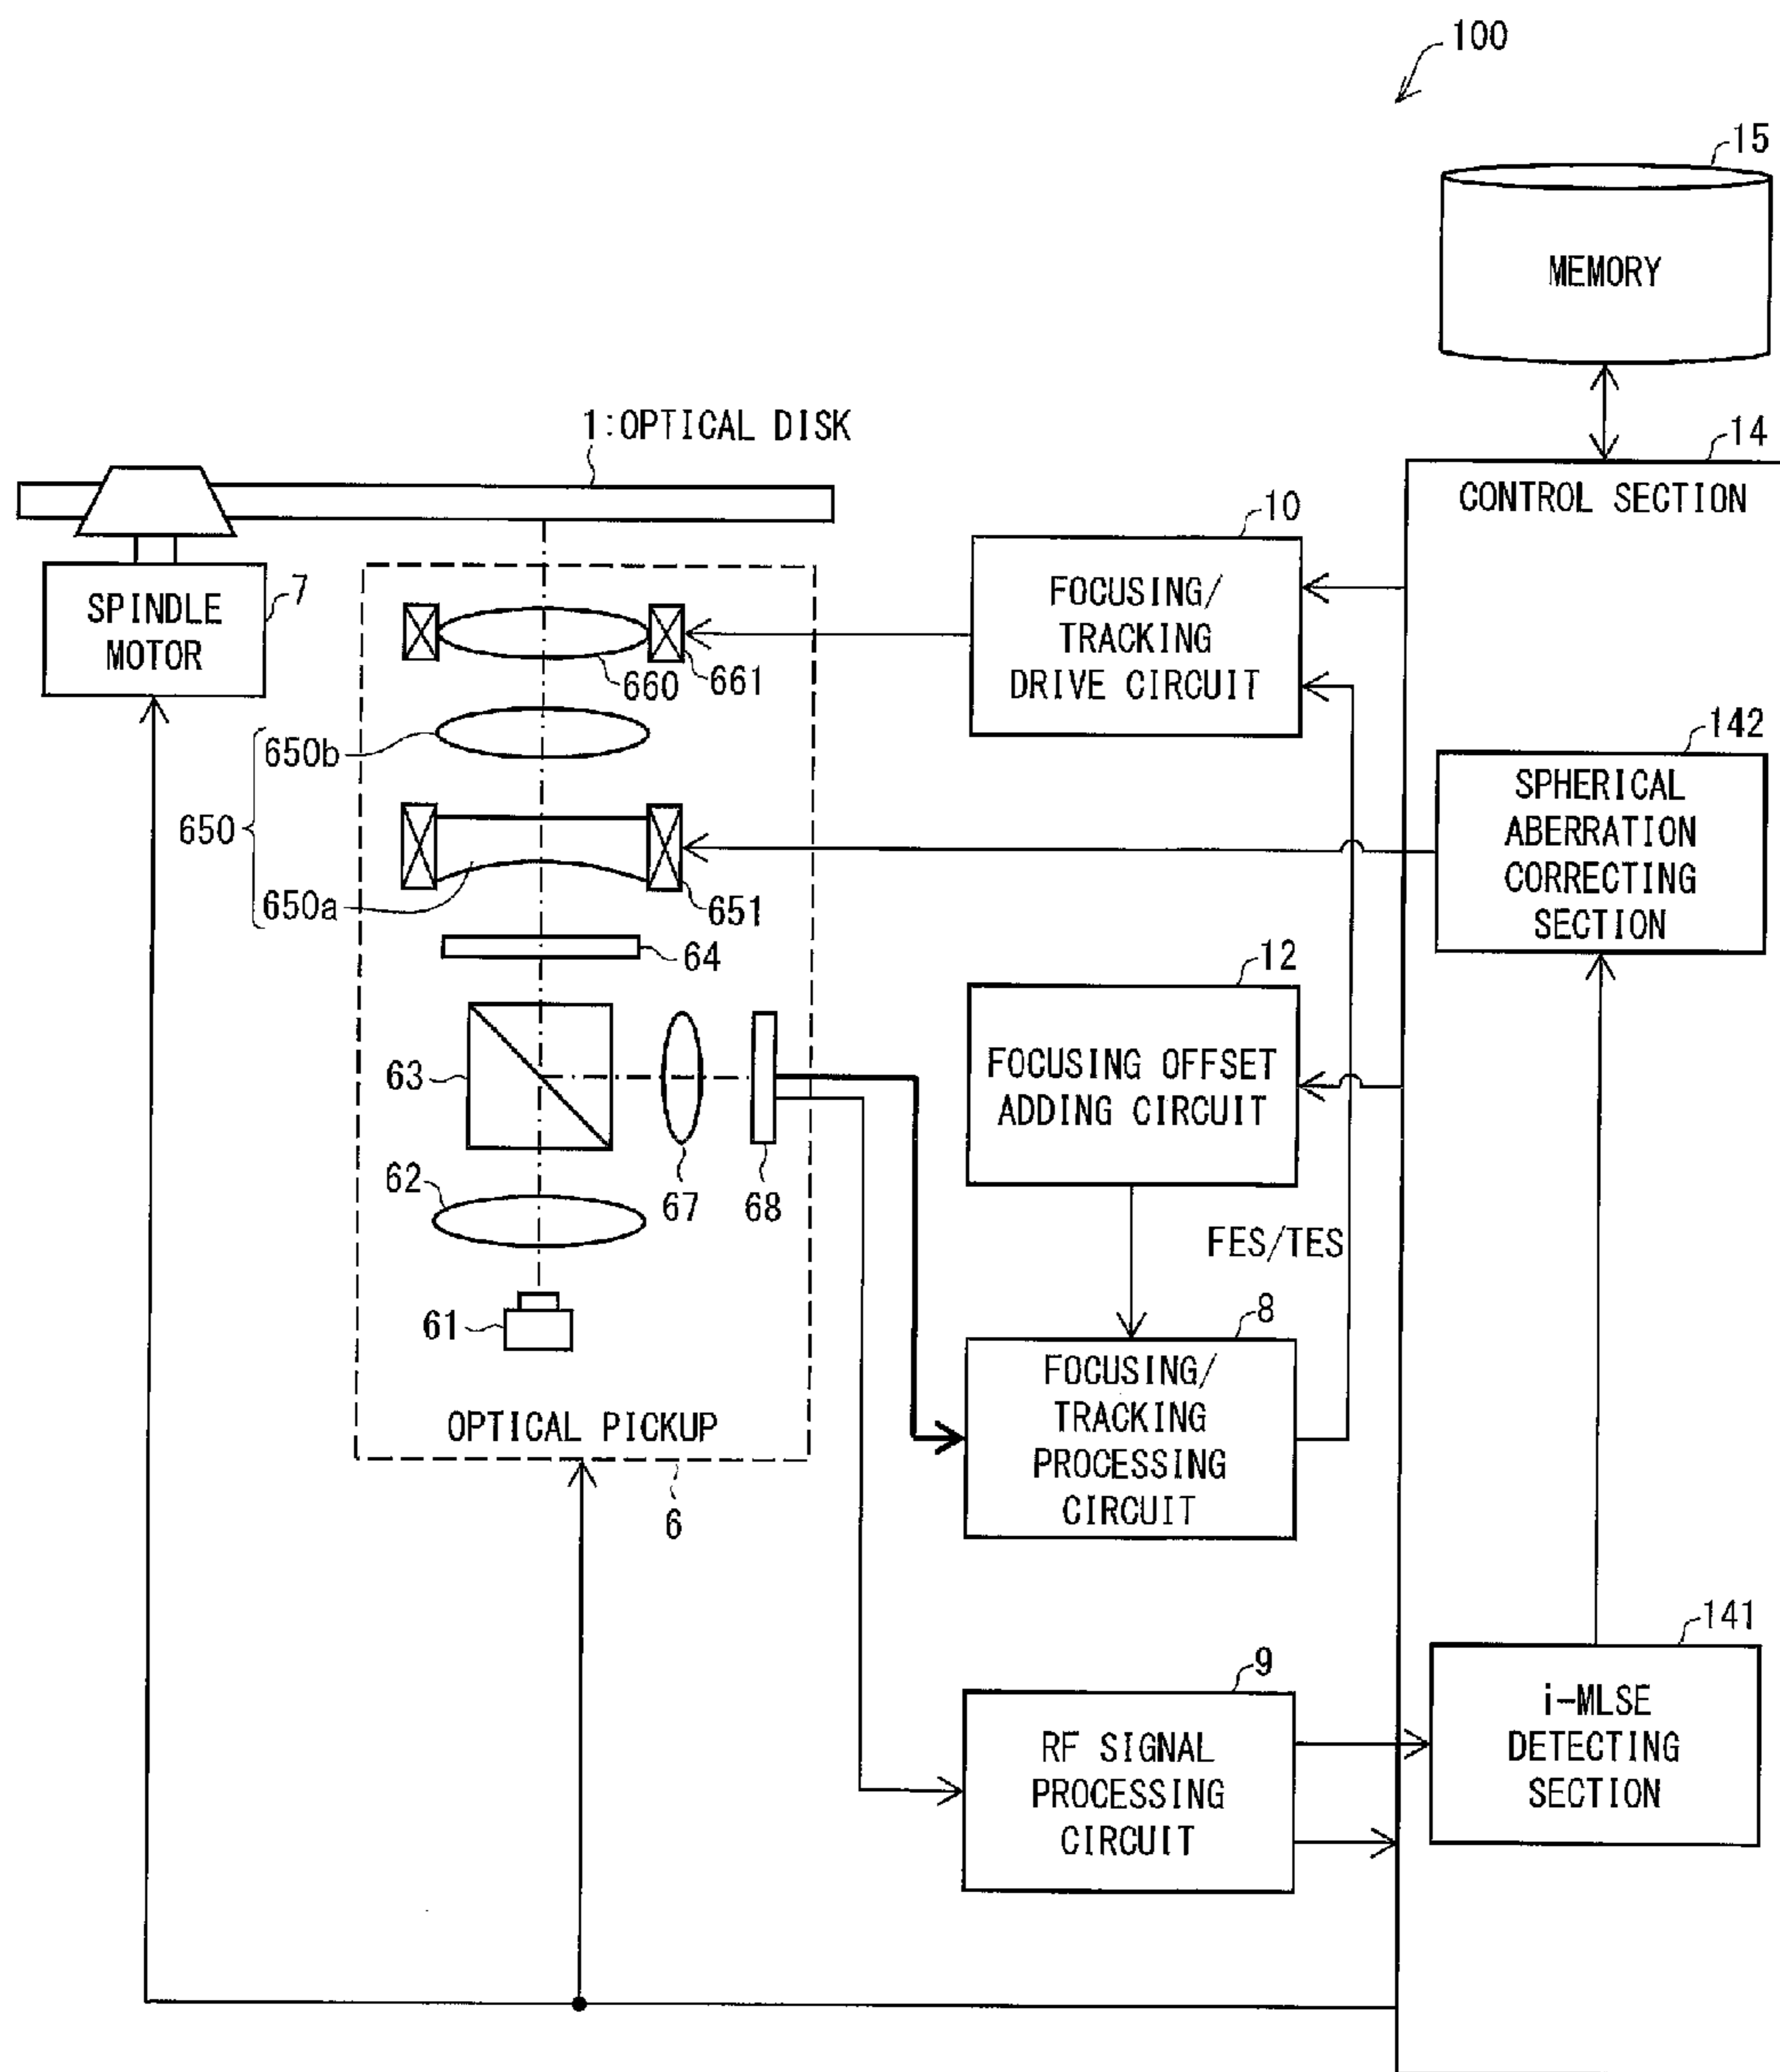 100
15
MEMORY
1:OPTICAL DISK
14
CONTROL SECTION
10
FOCUSING/
TRACKING
DRIVE CIRCUIT
7
SPINDLE
MOTOR
660
661
650b
650
650a
651
142
SPHERICAL
ABERRATION
CORRECTING
SECTION
64
12
FOCUSING OFFSET
ADDING CIRCUIT
63
67
68
62
FES/TES
61
8
FOCUSING/
TRACKING
PROCESSING
CIRCUIT
OPTICAL PICKUP
6
141
i-MLSE
DETECTING
SECTION
9
RF SIGNAL
PROCESSING
CIRCUIT